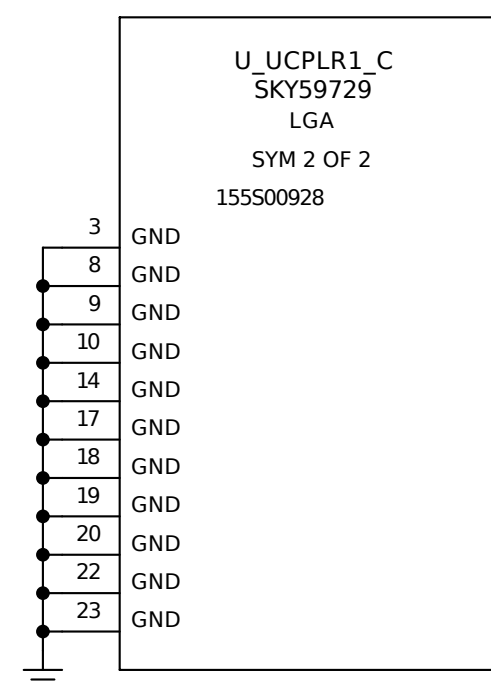 U_UCPLR1_C
SKY59729
LGA
SYM 2 OF 2
155S00928
3 GND
8 GND
9 GND
10 GND
14 GND
17 GND
18 GND
19 GND
20 GND
22 GND
23 GND